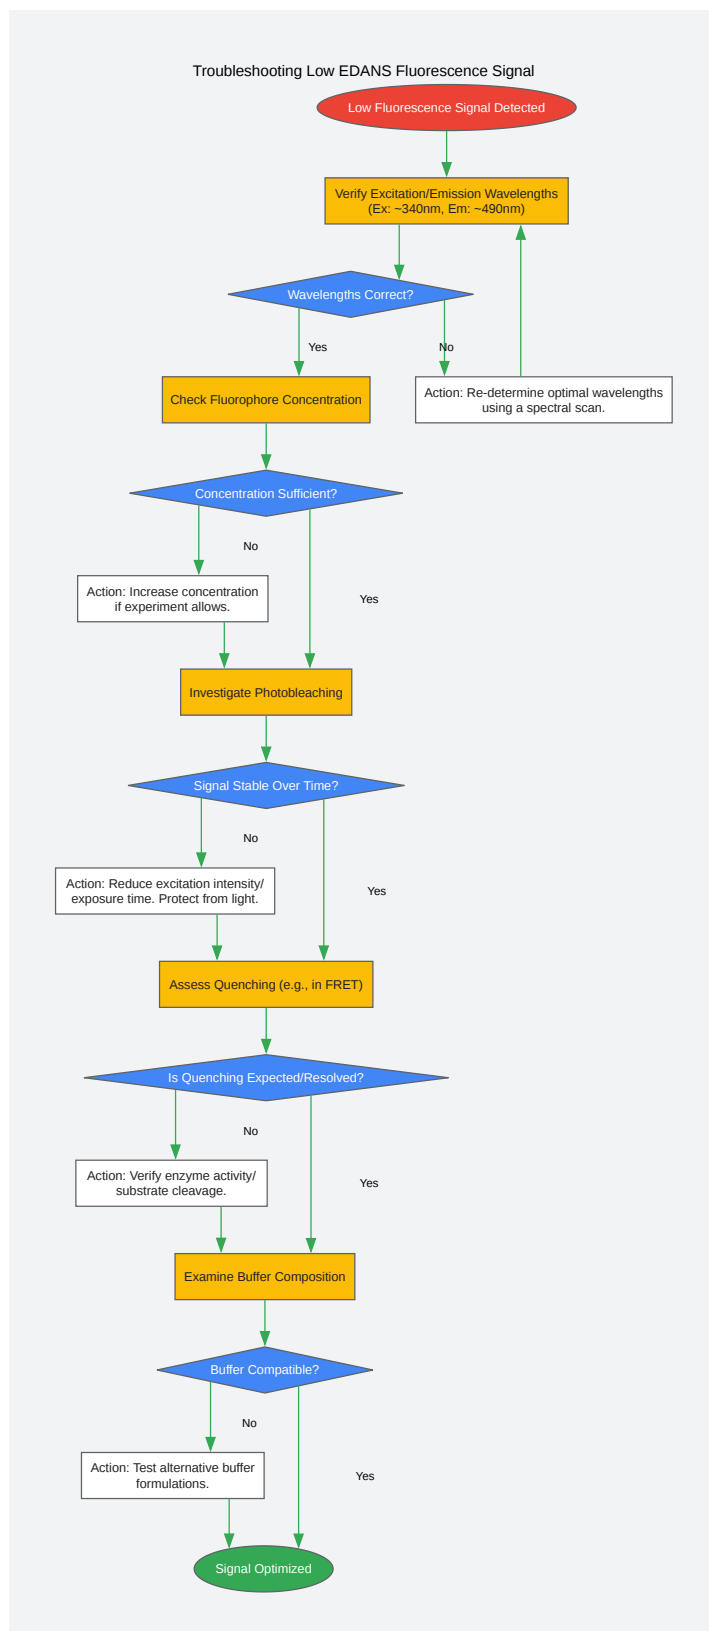 Troubleshooting Low EDANS Fluorescence Signal
Low Fluorescence Signal Detected
Verify Excitation/Emission Wavelengths
(Ex: ~340nm, Em: ~490nm)
Wavelengths Correct?
Yes
No
Check Fluorophore Concentration
Action: Re-determine optimal wavelengths
using a spectral scan.
Concentration Sufficient?
No
Action: Increase concentration
if experiment allows.
Yes
Investigate Photobleaching
Signal Stable Over Time?
No
Action: Reduce excitation intensity/
exposure time. Protect from light.
Yes
Assess Quenching (e.g., in FRET)
Is Quenching Expected/Resolved?
No
Action: Verify enzyme activity/
substrate cleavage.
Yes
Examine Buffer Composition
Buffer Compatible?
No
Action: Test alternative buffer
formulations.
Yes
Signal Optimized